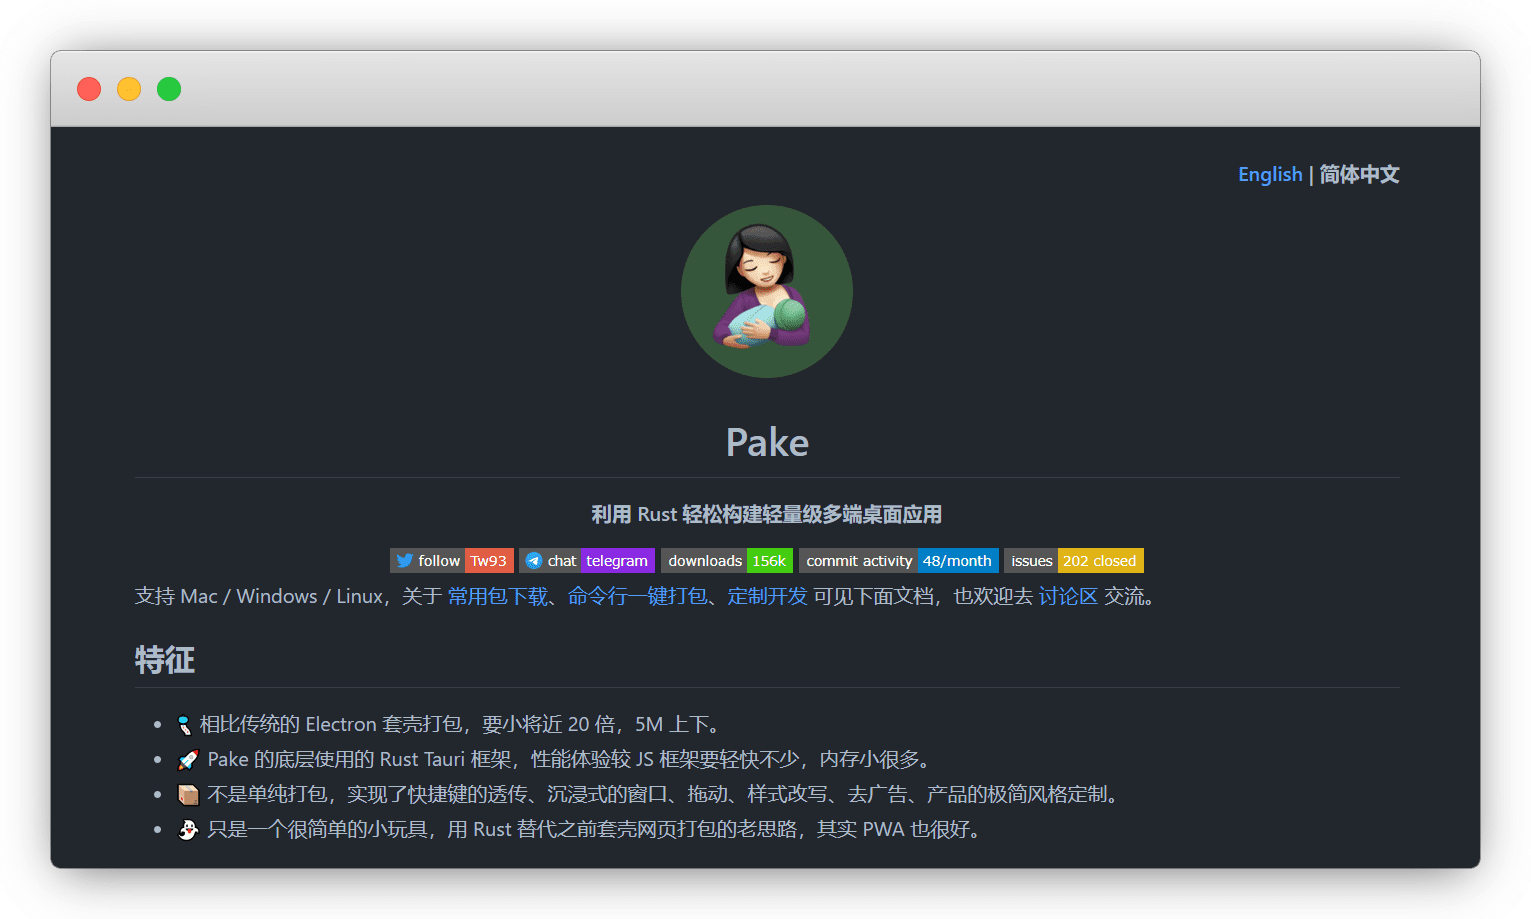 English | 简体中文
Pake
利用 Rust 轻松构建轻量级多端桌面应用
follow Tw93 chat telegram downloads 156k commit activity 48/month issues 202 closed
支持 Mac / Windows / Linux，关于 常用包下载、命令行一键打包、定制开发 可见下面文档，也欢迎去 讨论区 交流。
特征
相比传统的 Electron 套壳打包，要小将近 20 倍，5M 上下。
Pake 的底层使用的 Rust Tauri 框架，性能体验较 JS 框架要轻快不少，内存小很多。
不是单纯打包，实现了快捷键的透传、沉浸式的窗口、拖动、样式改写、去广告、产品的极简风格定制。
只是一个很简单的小玩具，用 Rust 替代之前套壳网页打包的老思路，其实 PWA 也很好。